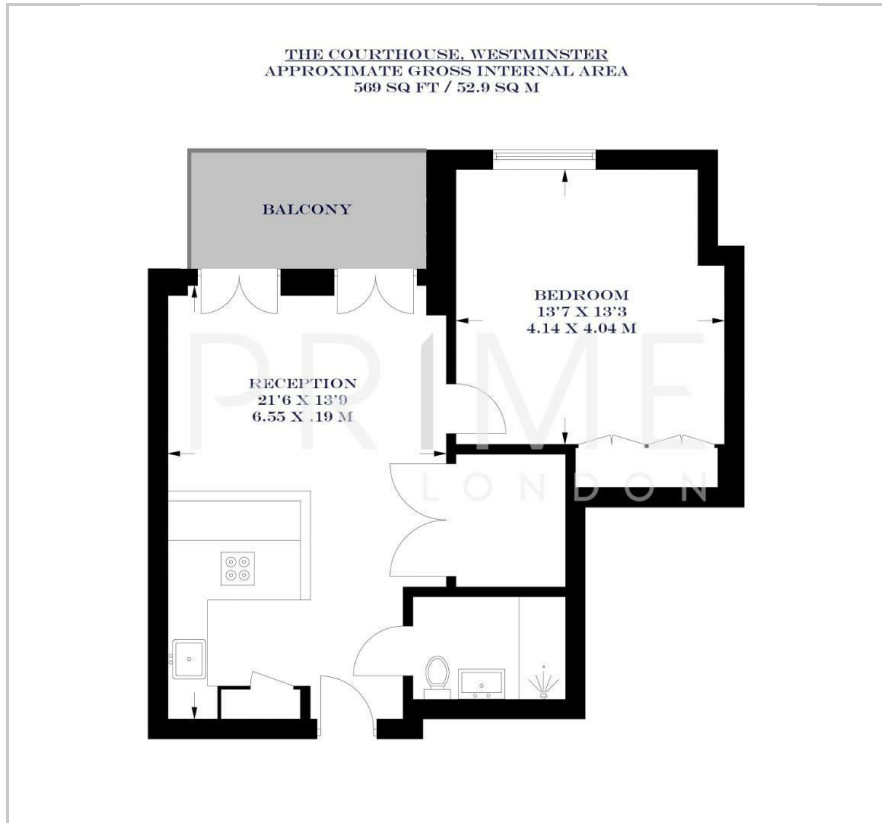 THE COURTHOUSE, WESTMINSTER
APPROXIMATE GROSS INTERNAL AREA
569 SQ FT / 52.9 SQ M
BALCONY
BEDROOM
13'7 X 13'3
4.14 X 4.04 M
PRIME
LONDON
RECEPTION
21'6 X 13'9
6.55 X .19 M